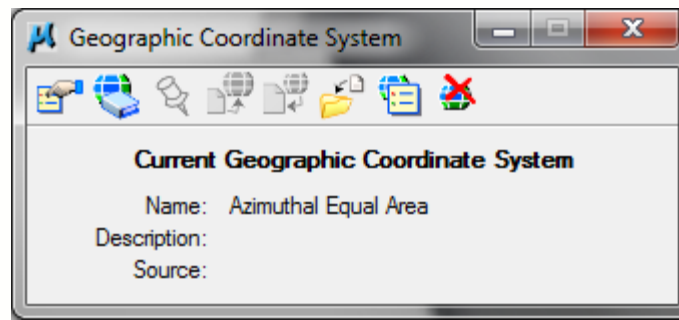 Geographic Coordinate System
Current Geographic Coordinate System
Name: Azimuthal Equal Area
Description:
Source: